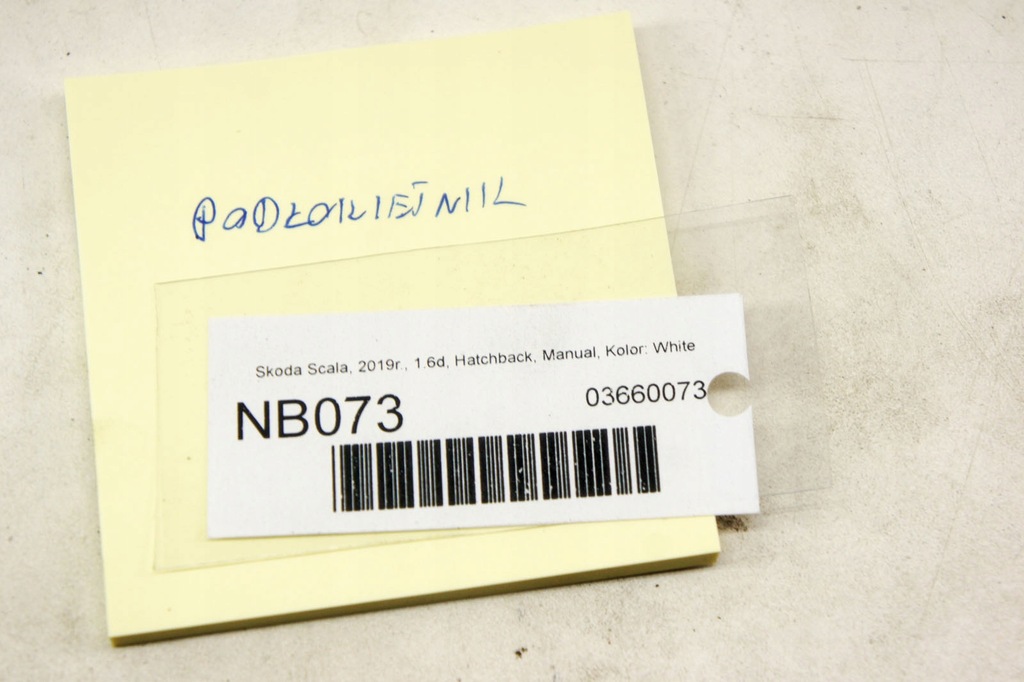 PODŁOKIETNIK
Skoda Scala, 2019r., 1.6d, Hatchback, Manual, Kolor: White
NB073
03660073